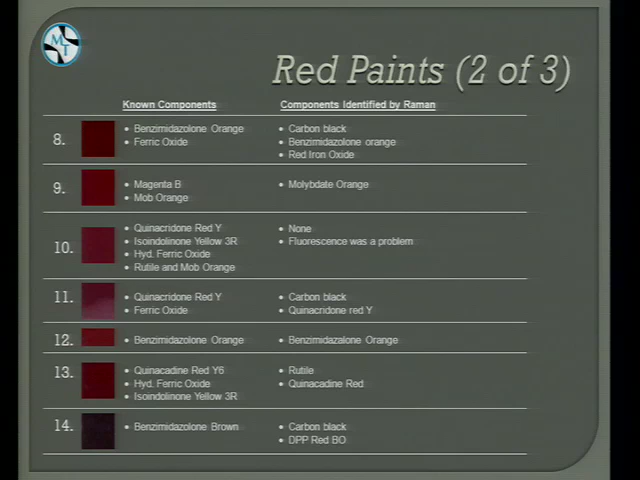 MT
Red Paints (2 of 3)
Known Components Components Identified by Raman
8. • Benzimidazolone Orange • Carbon black
• Ferric Oxide • Benzimidazolone orange
• Red Iron Oxide
9. • Magenta B • Molybdate Orange
• Mob Orange
10. • Quinacridone Red Y • None
• Isoindolinone Yellow 3R • Fluorescence was a problem
• Hyd. Ferric Oxide
• Rutile and Mob Orange
11. • Quinacridone Red Y • Carbon black
• Ferric Oxide • Quinacridone red Y
12. • Benzimidazolone Orange • Benzimidazalone Orange
13. • Quinacadine Red Y6 • Rutile
• Hyd. Ferric Oxide • Quinacadine Red
• Isoindolinone Yellow 3R
14. • Benzimidazolone Brown • Carbon black
• DPP Red BO